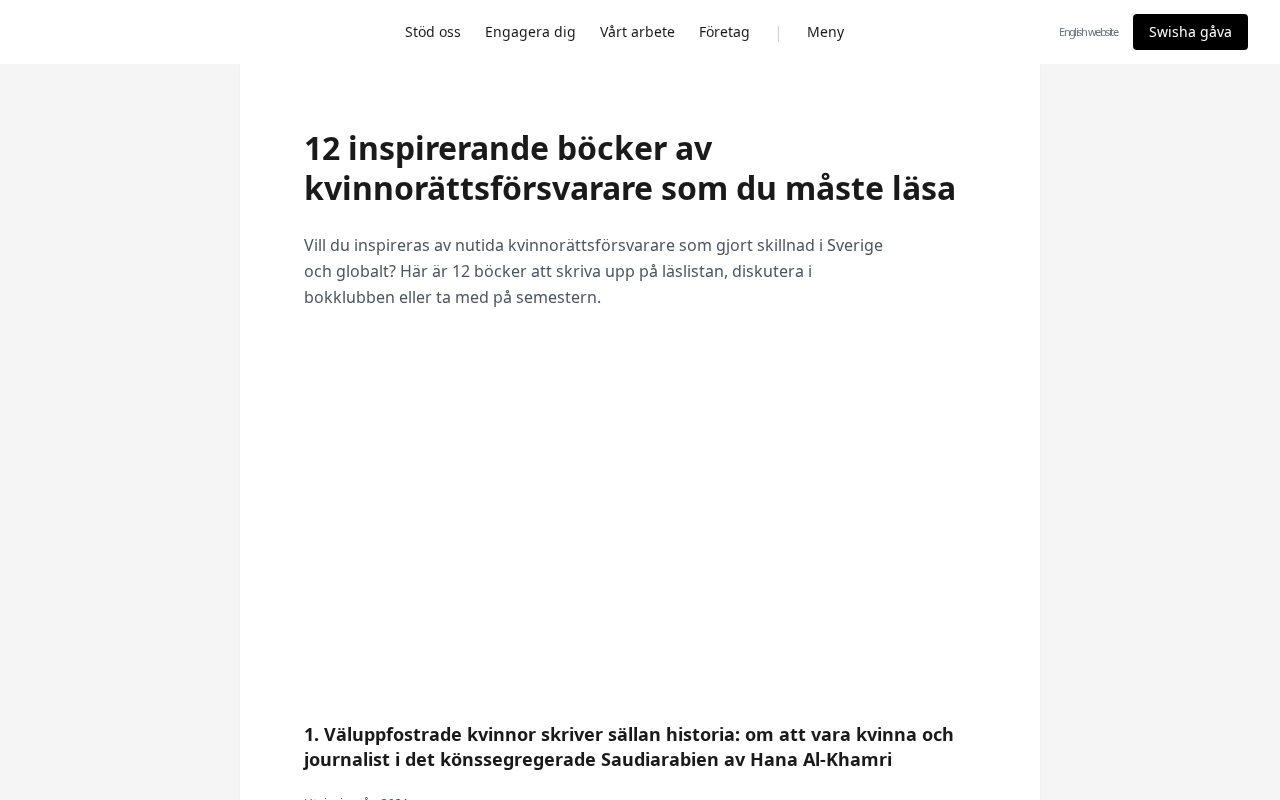 Stöd oss
Engagera dig
Vårt arbete
Företag
|
Meny
English website
Swisha gåva
12 inspirerande böcker av
kvinnorättsförsvarare som du måste läsa
Vill du inspireras av nutida kvinnorättsförsvarare som gjort skillnad i Sverige
och globalt? Här är 12 böcker att skriva upp på läslistan, diskutera i
bokklubben eller ta med på semestern.
1. Väluppfostrade kvinnor skriver sällan historia: om att vara kvinna och
journalist i det könssegregerade Saudiarabien av Hana Al-Khamri